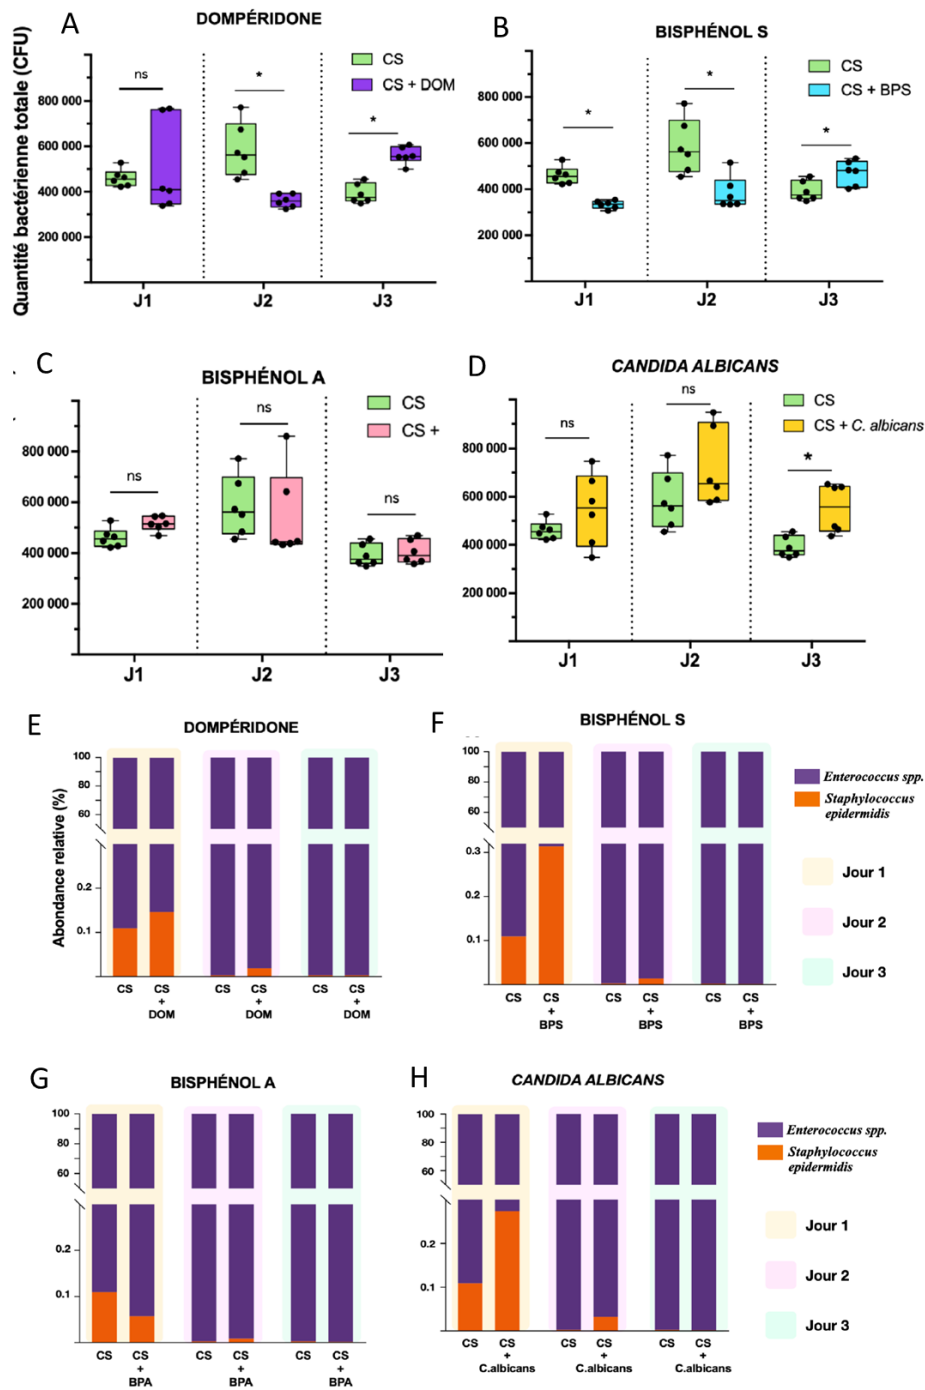 A
DOMPÉRIDONE
Quantité bactérienne totale (CFU)
800 000
600 000
400 000
200 000
ns
*
*
CS
CS + DOM
J1
J2
J3
B
BISPHÉNOL S
800 000
600 000
400 000
200 000
*
*
*
CS
CS + BPS
J1
J2
J3
C
BISPHÉNOL A
800 000
600 000
400 000
200 000
ns
ns
ns
CS
CS +
J1
J2
J3
D
CANDIDA ALBICANS
800 000
600 000
400 000
200 000
ns
ns
*
CS
CS + C. albicans
J1
J2
J3
E
DOMPÉRIDONE
Abondance relative (%)
100
80
60
0.2
0.1
CS
CS + DOM
CS
CS + DOM
CS
CS + DOM
F
BISPHÉNOL S
100
80
60
0.3
0.2
0.1
CS
CS + BPS
CS
CS + BPS
CS
CS + BPS
Enterococcus spp.
Staphylococcus
epidermidis
Jour 1
Jour 2
Jour 3
G
BISPHÉNOL A
100
80
60
0.2
0.1
CS
CS + BPA
CS
CS + BPA
CS
CS + BPA
H
CANDIDA ALBICANS
100
80
60
0.2
0.1
CS
CS + C.albicans
CS
CS + C.albicans
CS
CS + C.albicans
Enterococcus spp.
Staphylococcus
epidermidis
Jour 1
Jour 2
Jour 3